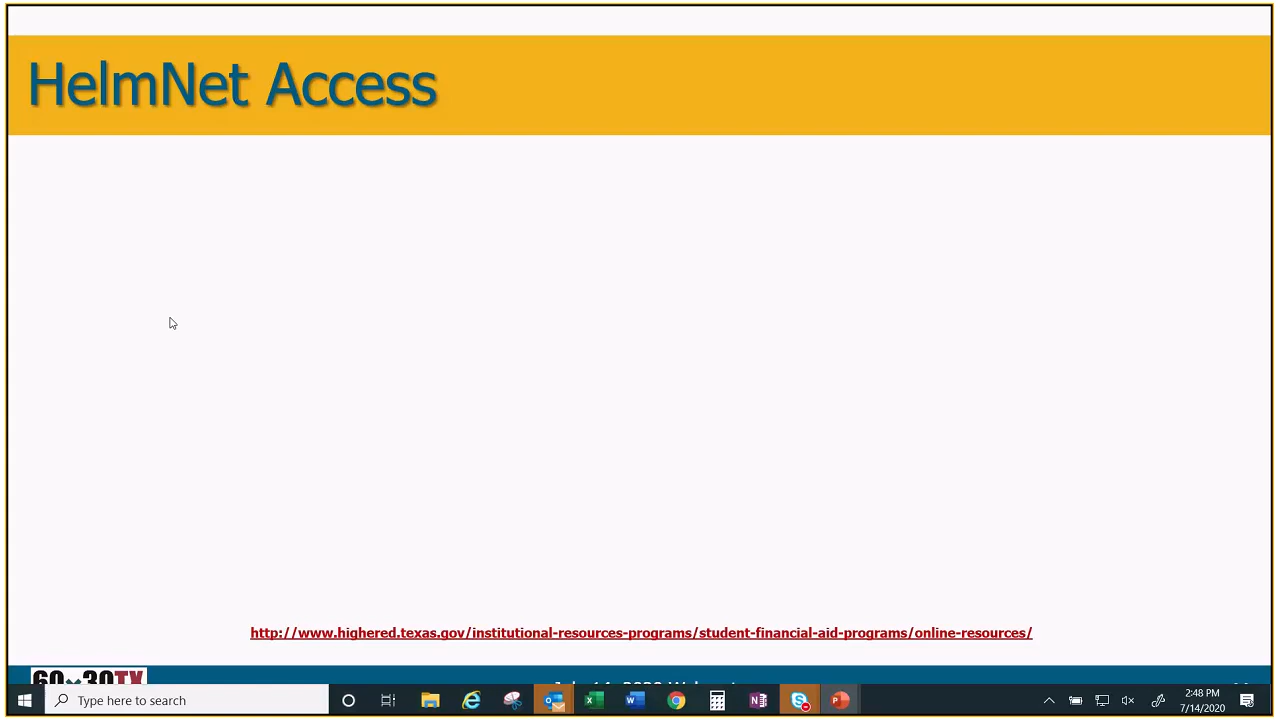 HelmNet Access
http://www.highered.texas.gov/institutional-resources-programs/student-financial-aid-programs/online-resources/
60x30TX
Type here to search
2:48 PM
7/14/2020